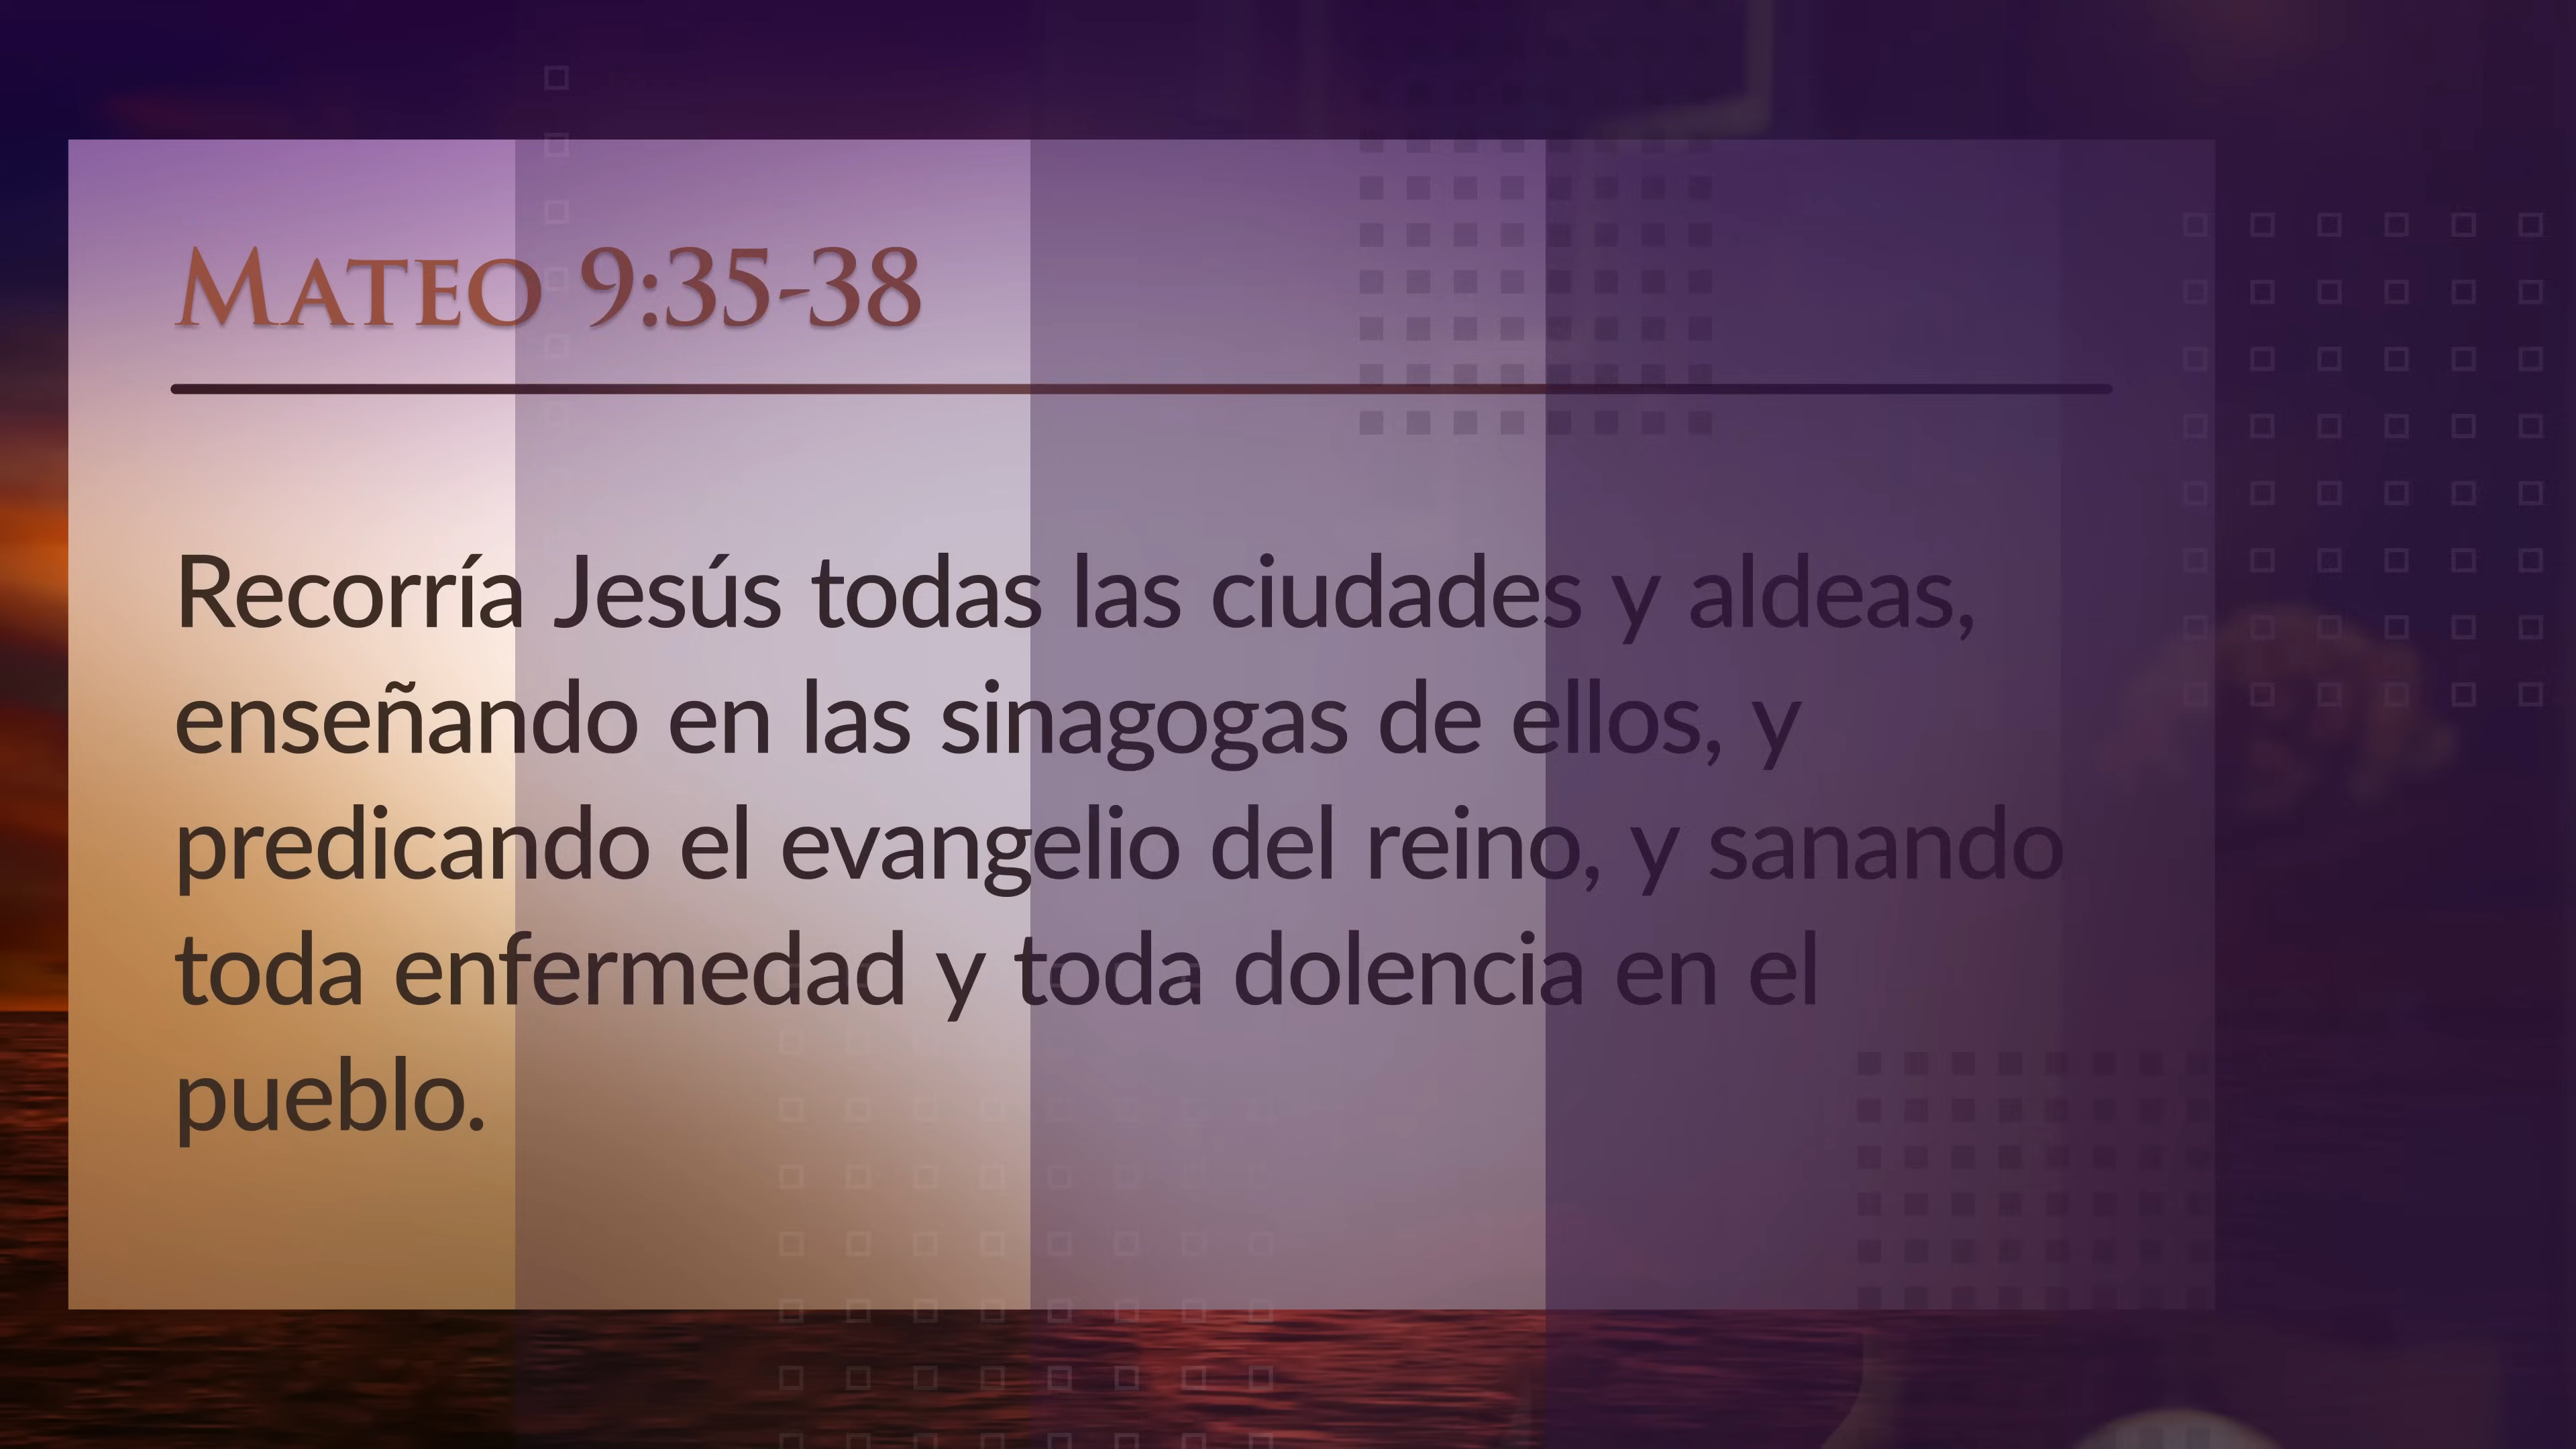 Mateo 9:35-38
Recorría Jesús todas las ciudades y aldeas,
enseñando en las sinagogas de ellos, y
predicando el evangelio del reino, y sanando
toda enfermedad y toda dolencia en el
pueblo.